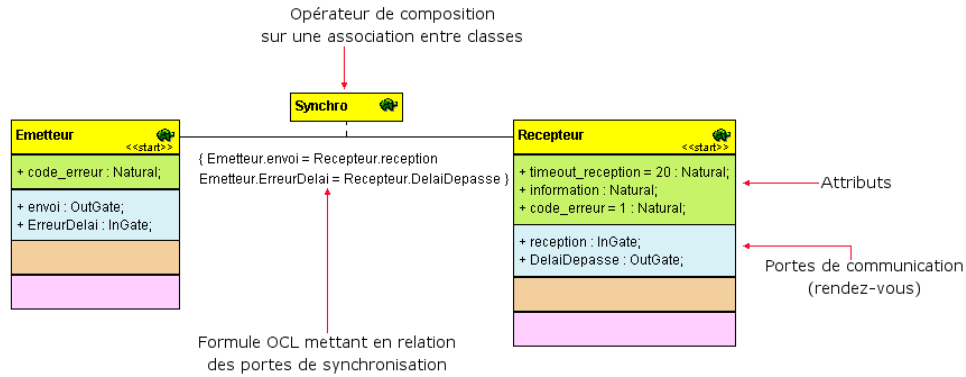 Opérateur de composition
sur une association entre classes
Synchro
Emetteur
<<start>>
+ code_erreur : Natural;
+ envoi : OutGate;
+ ErreurDelai : InGate;
{ Emetteur.envoi = Recepteur.reception
Emetteur.ErreurDelai = Recepteur.DelaiDepasse }
Recepteur
<<start>>
+ timeout_reception = 20 : Natural;
+ information : Natural;
+ code_erreur = 1 : Natural;
+ reception : InGate;
+ DelaiDepasse : OutGate;
Attributs
Portes de communication
(rendez-vous)
Formule OCL mettant en relation
des portes de synchronisation